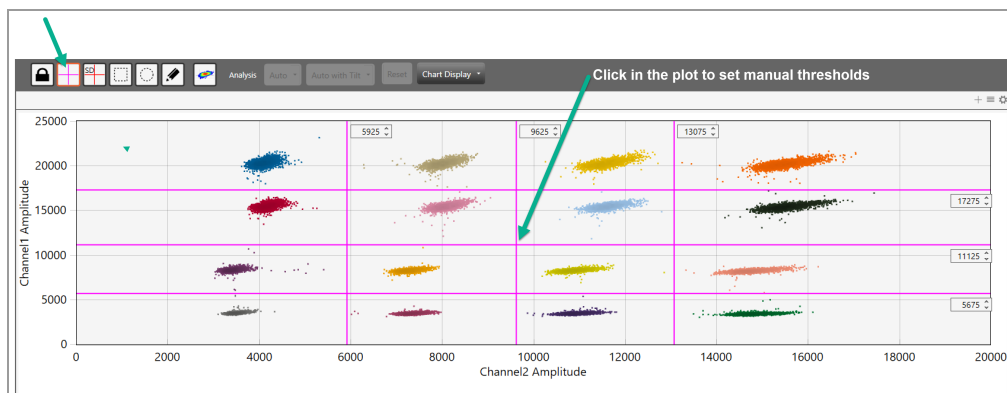 SD
Analysis
Auto
Auto with Tilt
Reset
Chart Display
Click in the plot to set manual thresholds
25000
20000
15000
10000
5000
0
Channel1 Amplitude
5925
9625
13075
17275
11125
5675
0
2000
4000
6000
8000
10000
12000
14000
16000
18000
20000
Channel2 Amplitude